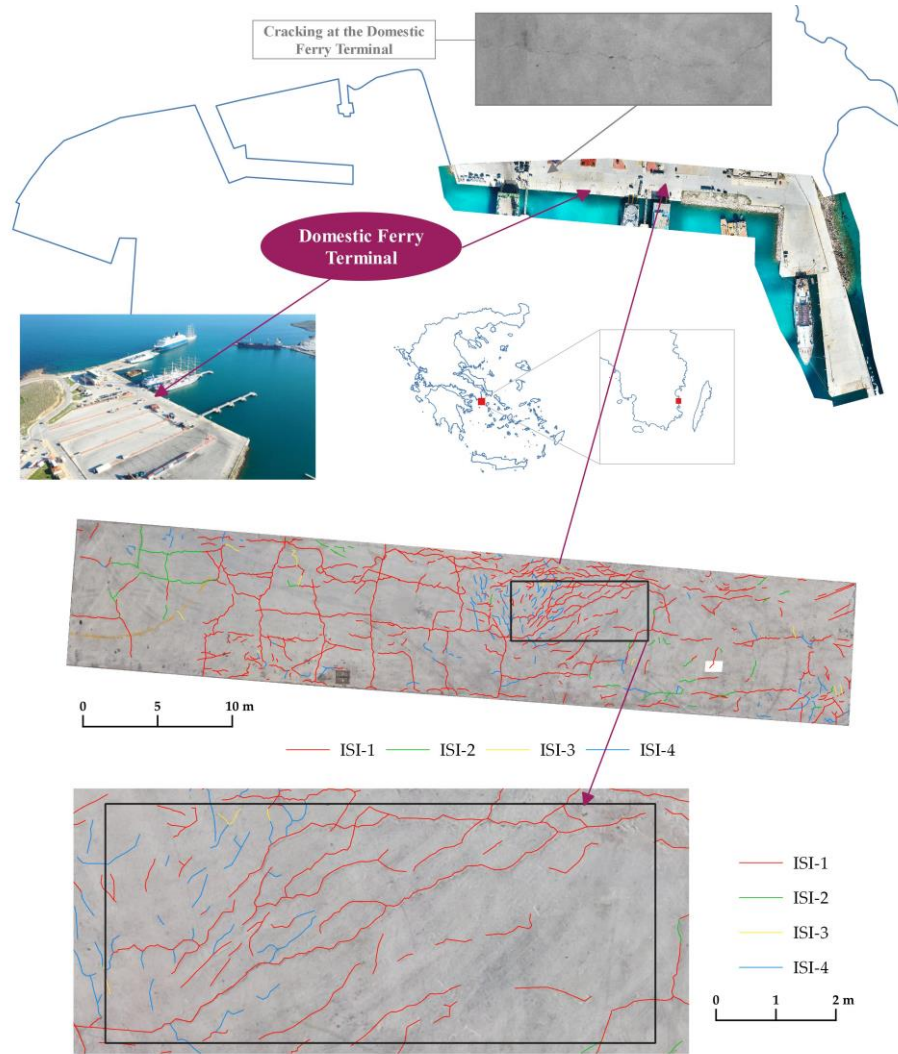 Cracking at the Domestic
Ferry Terminal
Domestic Ferry
Terminal
0 5 10 m
ISI-1 ISI-2 ISI-3 ISI-4
ISI-1
ISI-2
ISI-3
ISI-4
0 1 2 m